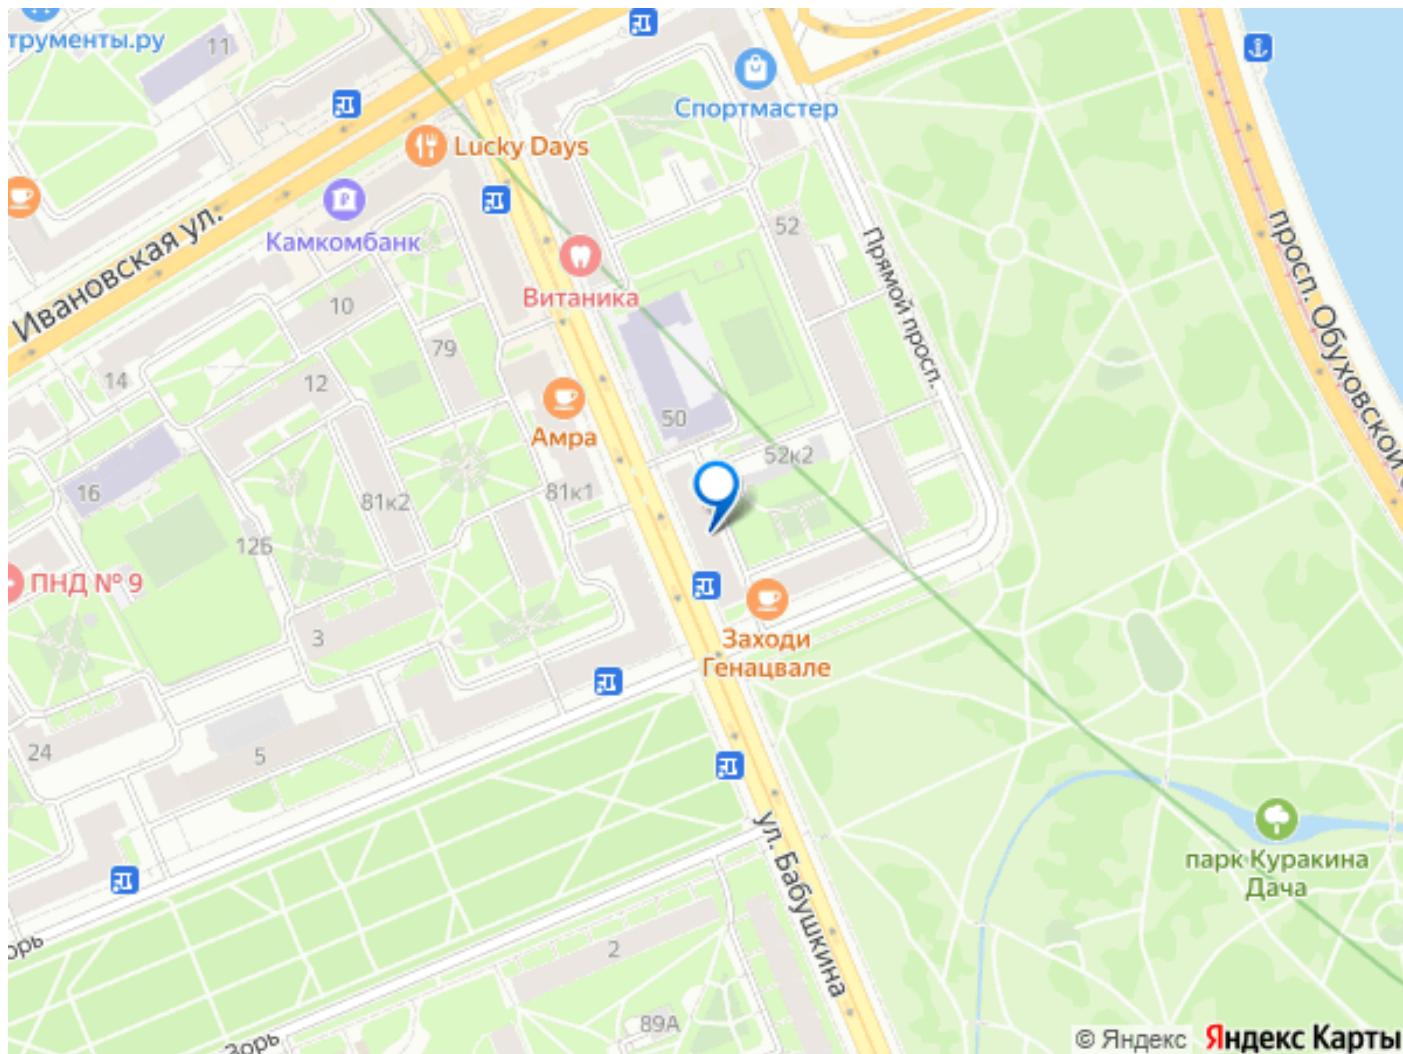 трументы.ру
11
Спортмастер
Lucky Days
Камкомбанк
Ивановская ул.
52
Прямой просп.
просп. Обуховской
Витаника
10
79
14
12
50
Амра
52к2
16
81к2
81к1
12Б
ПНД № 9
3
Заходи
Генацвале
24
5
ул. Бабушкина
парк Куракина
Дача
орь
2
89А
Зорь
© Яндекс Яндекс Карты